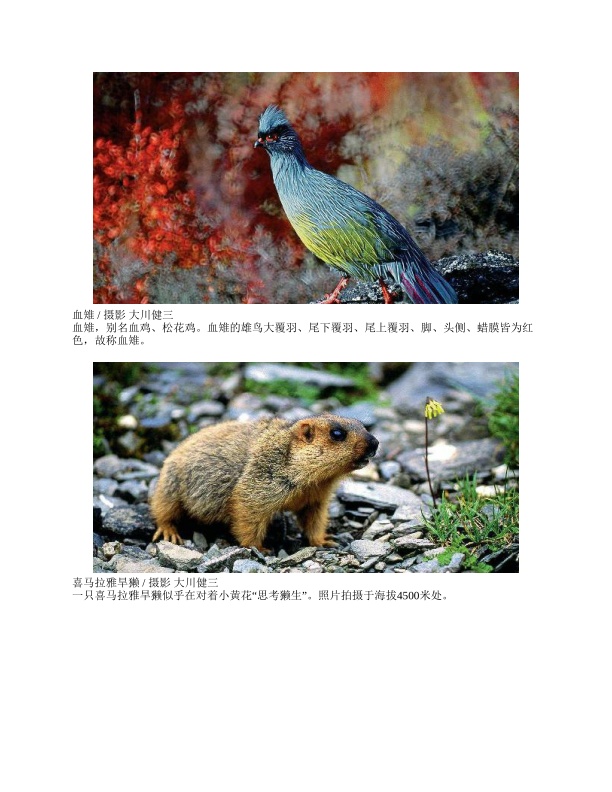 血雉 / 摄影 大川健三
血雉，别名血鸡、松花鸡。血雉的雄鸟大覆羽、尾下覆羽、尾上覆羽、脚、头侧、蜡膜皆为红
色，故称血雉。
喜马拉雅旱獭 / 摄影 大川健三
一只喜马拉雅旱獭似乎在对着小黄花“思考獭生”。照片拍摄于海拔4500米处。